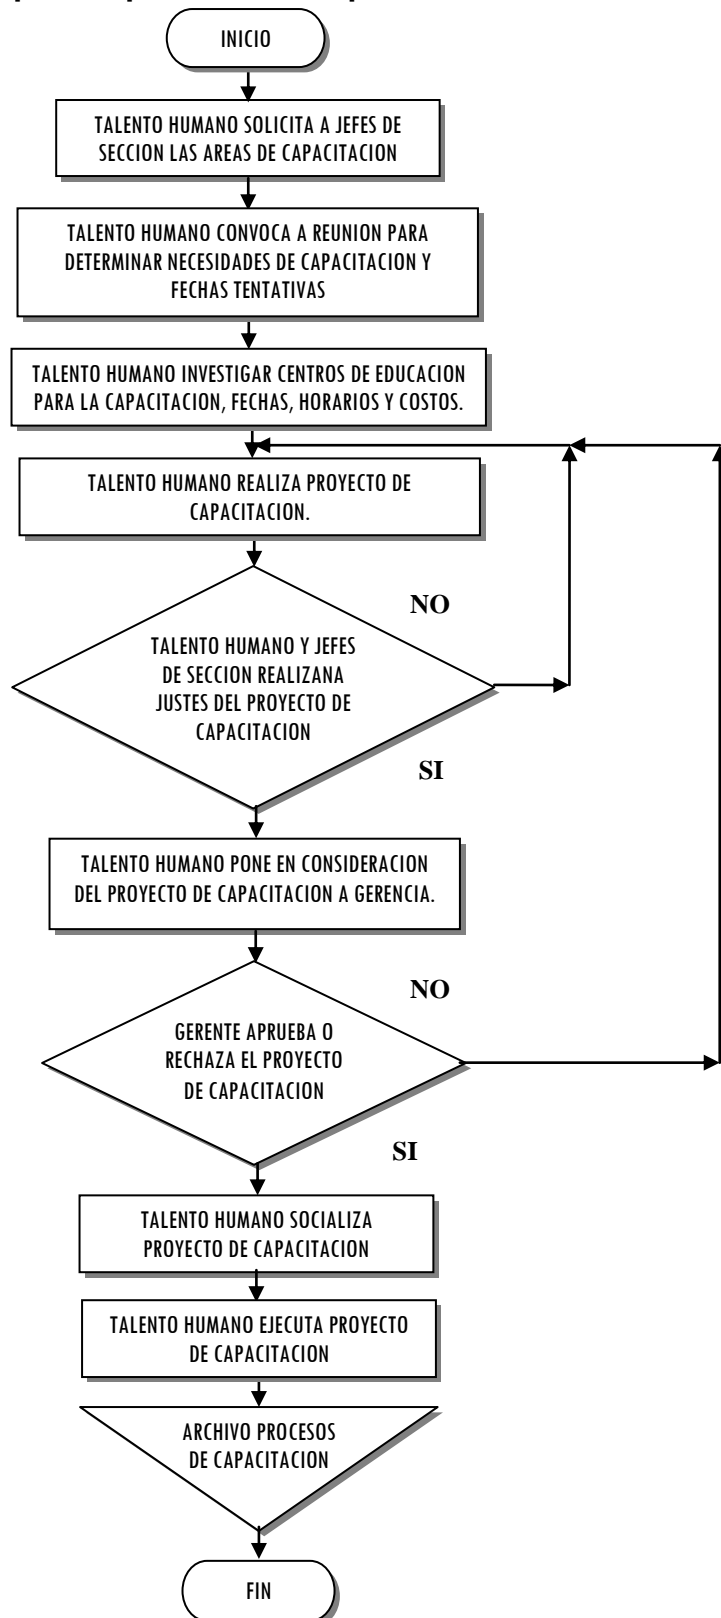 INICIO
TALENTO HUMANO SOLICITA A JEFES DE
SECCION LAS AREAS DE CAPACITACION
TALENTO HUMANO CONVOCA A REUNION PARA
DETERMINAR NECESIDADES DE CAPACITACION Y
FECHAS TENTATIVAS
TALENTO HUMANO INVESTIGAR CENTROS DE EDUCACION
PARA LA CAPACITACION, FECHAS, HORARIOS Y COSTOS.
TALENTO HUMANO REALIZA PROYECTO DE
CAPACITACION.
NO
TALENTO HUMANO Y JEFES
DE SECCION REALIZANA
JUSTES DEL PROYECTO DE
CAPACITACION
SI
TALENTO HUMANO PONE EN CONSIDERACION
DEL PROYECTO DE CAPACITACION A GERENCIA.
NO
GERENTE APRUEBA O
RECHAZA EL PROYECTO
DE CAPACITACION
SI
TALENTO HUMANO SOCIALIZA
PROYECTO DE CAPACITACION
TALENTO HUMANO EJECUTA PROYECTO
DE CAPACITACION
ARCHIVO PROCESOS
DE CAPACITACION
FIN